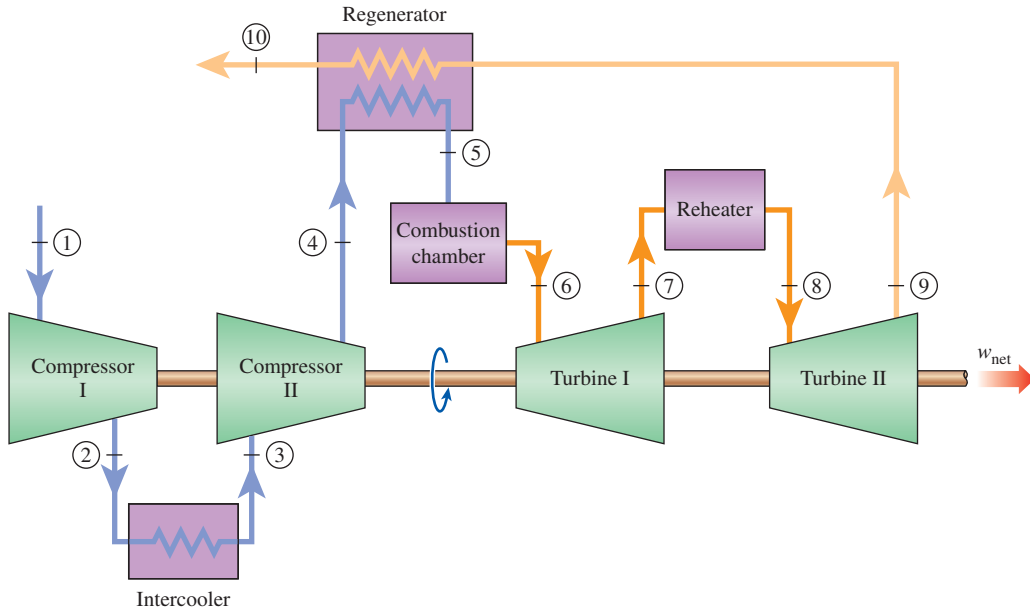 Regenerator
10
5
1
4
Combustion
chamber
Reheater
6
7
8
9
Compressor
I
Compressor
II
Turbine I
Turbine II
wnet
2
3
Intercooler